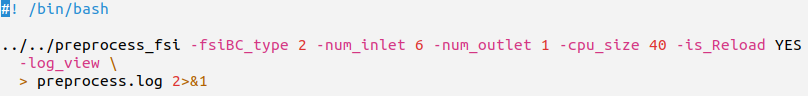 #! /bin/bash
../../preprocess_fsi -fsiBC_type 2 -num_inlet 6 -num_outlet 1 -cpu_size 40 -is_Reload YES
-log_view \
> preprocess.log 2>&1